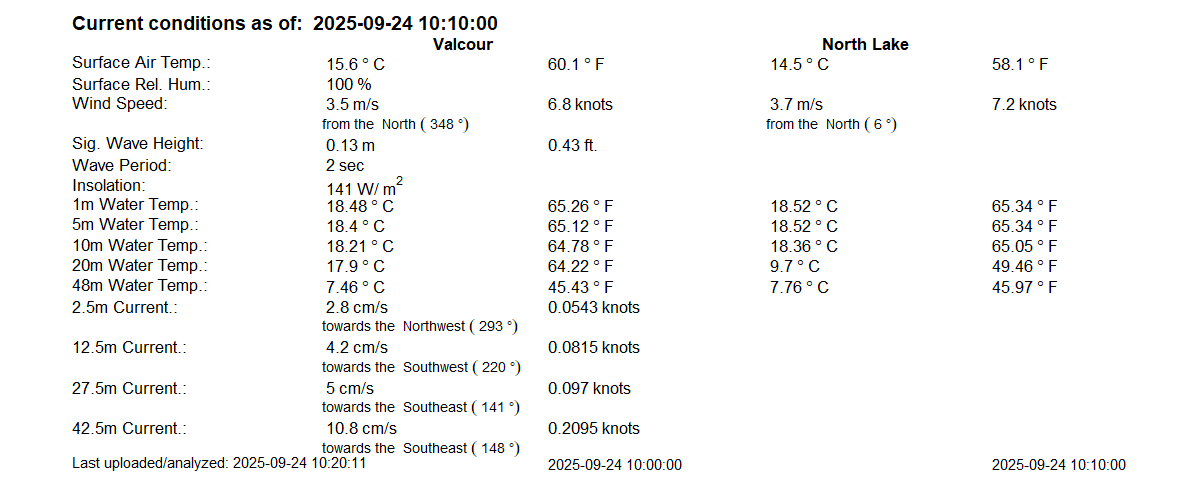 Current conditions as of: 2025-09-24 10:10:00
Valcour North Lake
Surface Air Temp.: 15.6 ° C 60.1 ° F 14.5 ° C 58.1 ° F
Surface Rel. Hum.: 100 %
Wind Speed: 3.5 m/s 6.8 knots 3.7 m/s 7.2 knots
from the North ( 348 °) from the North ( 6 °)
Sig. Wave Height: 0.13 m 0.43 ft.
Wave Period: 2 sec
Insolation: 141 W/ m2
1m Water Temp.: 18.48 ° C 65.26 ° F 18.52 ° C 65.34 ° F
5m Water Temp.: 18.4 ° C 65.12 ° F 18.52 ° C 65.34 ° F
10m Water Temp.: 18.21 ° C 64.78 ° F 18.36 ° C 65.05 ° F
20m Water Temp.: 17.9 ° C 64.22 ° F 9.7 ° C 49.46 ° F
48m Water Temp.: 7.46 ° C 45.43 ° F 7.76 ° C 45.97 ° F
2.5m Current.: 2.8 cm/s 0.0543 knots
towards the Northwest ( 293 °)
12.5m Current.: 4.2 cm/s 0.0815 knots
towards the Southwest ( 220 °)
27.5m Current.: 5 cm/s 0.097 knots
towards the Southeast ( 141 °)
42.5m Current.: 10.8 cm/s 0.2095 knots
towards the Southeast ( 148 °)
Last uploaded/analyzed: 2025-09-24 10:20:11 2025-09-24 10:00:00 2025-09-24 10:10:00